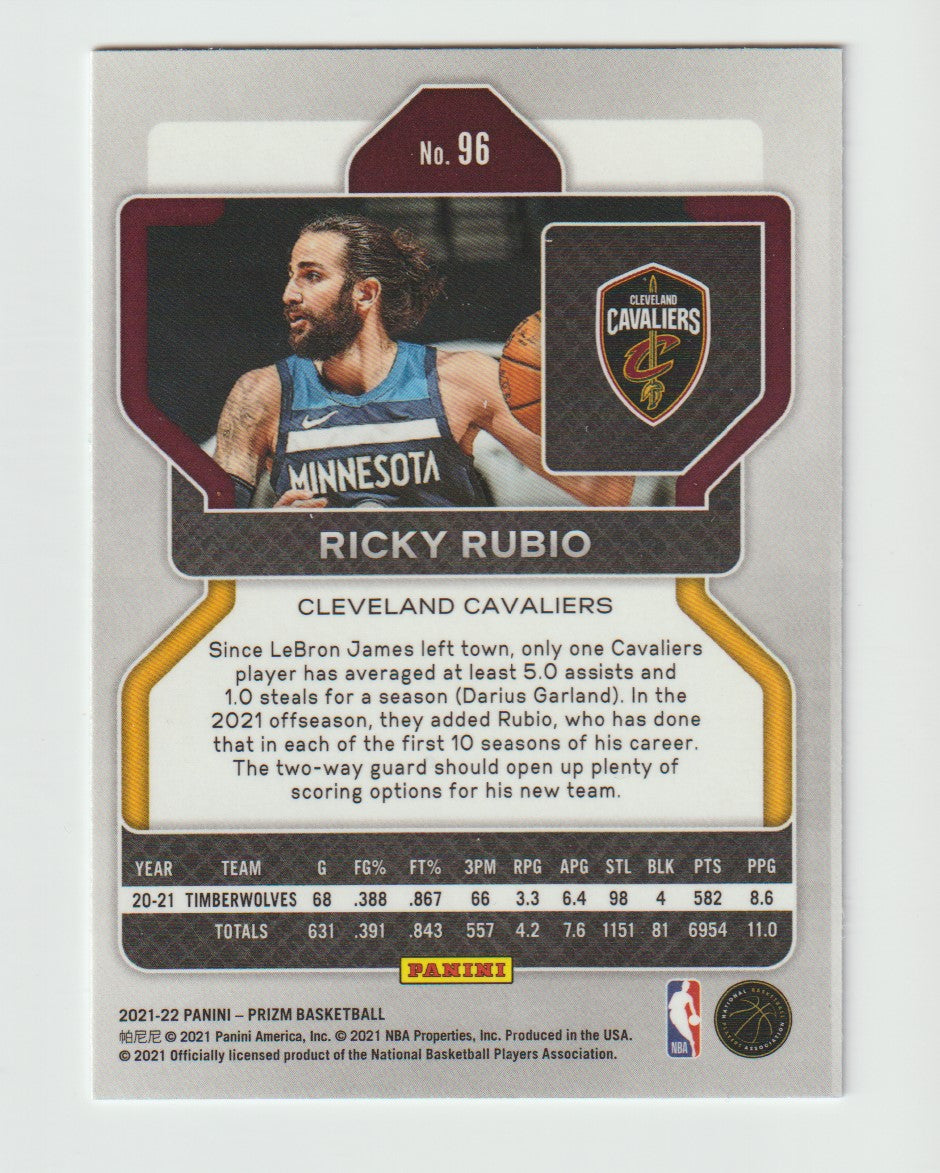 No. 96
CLEVELAND
CAVALIERS
C
MINNESOTA
RICKY RUBIO
CLEVELAND CAVALIERS
Since LeBron James left town, only one Cavaliers
player has averaged at least 5.0 assists and
1.0 steals for a season (Darius Garland). In the
2021 offseason, they added Rubio, who has done
that in each of the first 10 seasons of his career.
The two-way guard should open up plenty of
scoring options for his new team.
YEAR TEAM G FG% FT% 3PM RPG APG STL BLK PTS PPG
20-21 TIMBERWOLVES 68 .388 .867 66 3.3 6.4 98 4 582 8.6
TOTALS 631 .391 .843 557 4.2 7.6 1151 81 6954 11.0
PANINI
2021-22 PANINI – PRIZM BASKETBALL
帕尼尼 © 2021 Panini America, Inc. © 2021 NBA Properties, Inc. Produced in the USA.
© 2021 Officially licensed product of the National Basketball Players Association.
NBA
NATIONAL BASKETBALL
PLAYERS ASSOCIATION